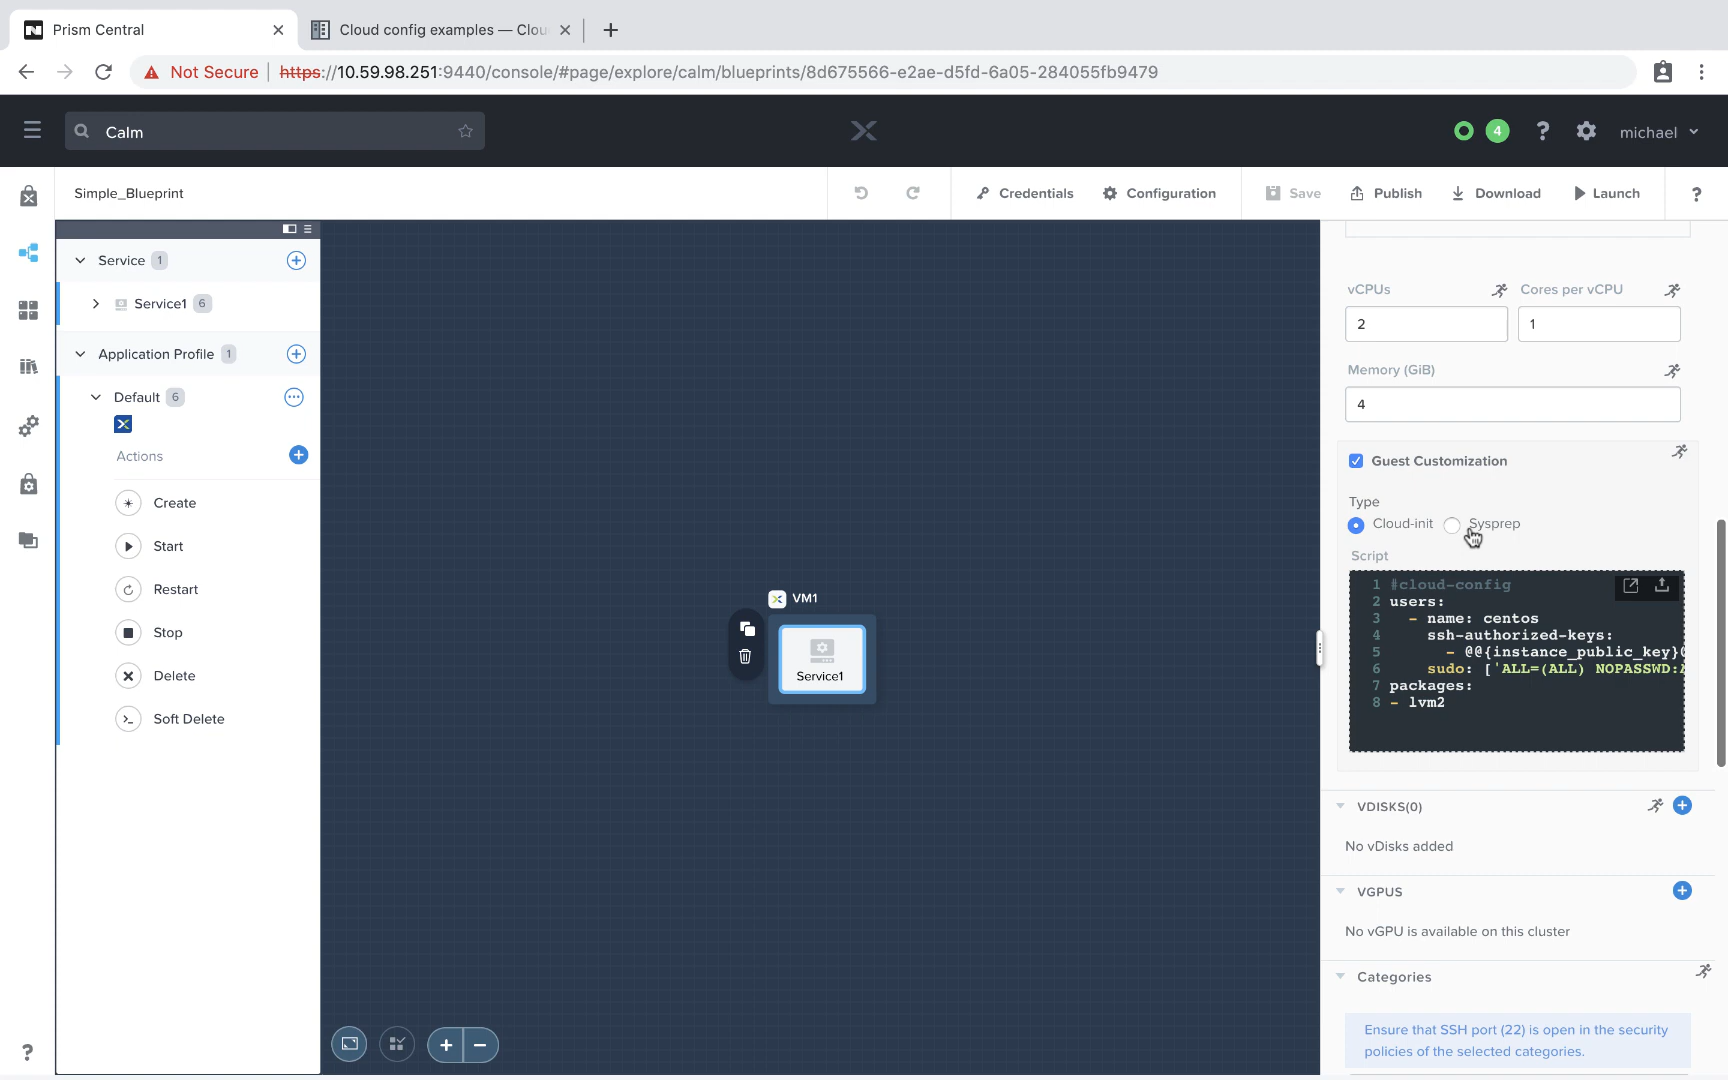 Prism Central
Cloud config examples — Clou
Not Secure
https://10.59.98.251:9440/console/#page/explore/calm/blueprints/8d675566-e2ae-d5fd-6a05-284055fb9479
Calm
4
?
michael
Simple_Blueprint
Credentials
Configuration
Save
Publish
Download
Launch
?
Service 1
Service1 6
Application Profile 1
Default 6
Actions
Create
Start
Restart
Stop
Delete
Soft Delete
VM1
Service1
vCPUs
Cores per vCPU
2
1
Memory (GiB)
4
Guest Customization
Type
Cloud-init
Sysprep
Script
1 #cloud-config
2 users:
3 - name: centos
4 ssh-authorized-keys:
5 - @@{instance_public_key}
6 sudo: ['ALL=(ALL) NOPASSWD:
7 packages:
8 - lvm2
VDISKS(0)
No vDisks added
VGPUS
No vGPU is available on this cluster
Categories
Ensure that SSH port (22) is open in the security
policies of the selected categories.
?